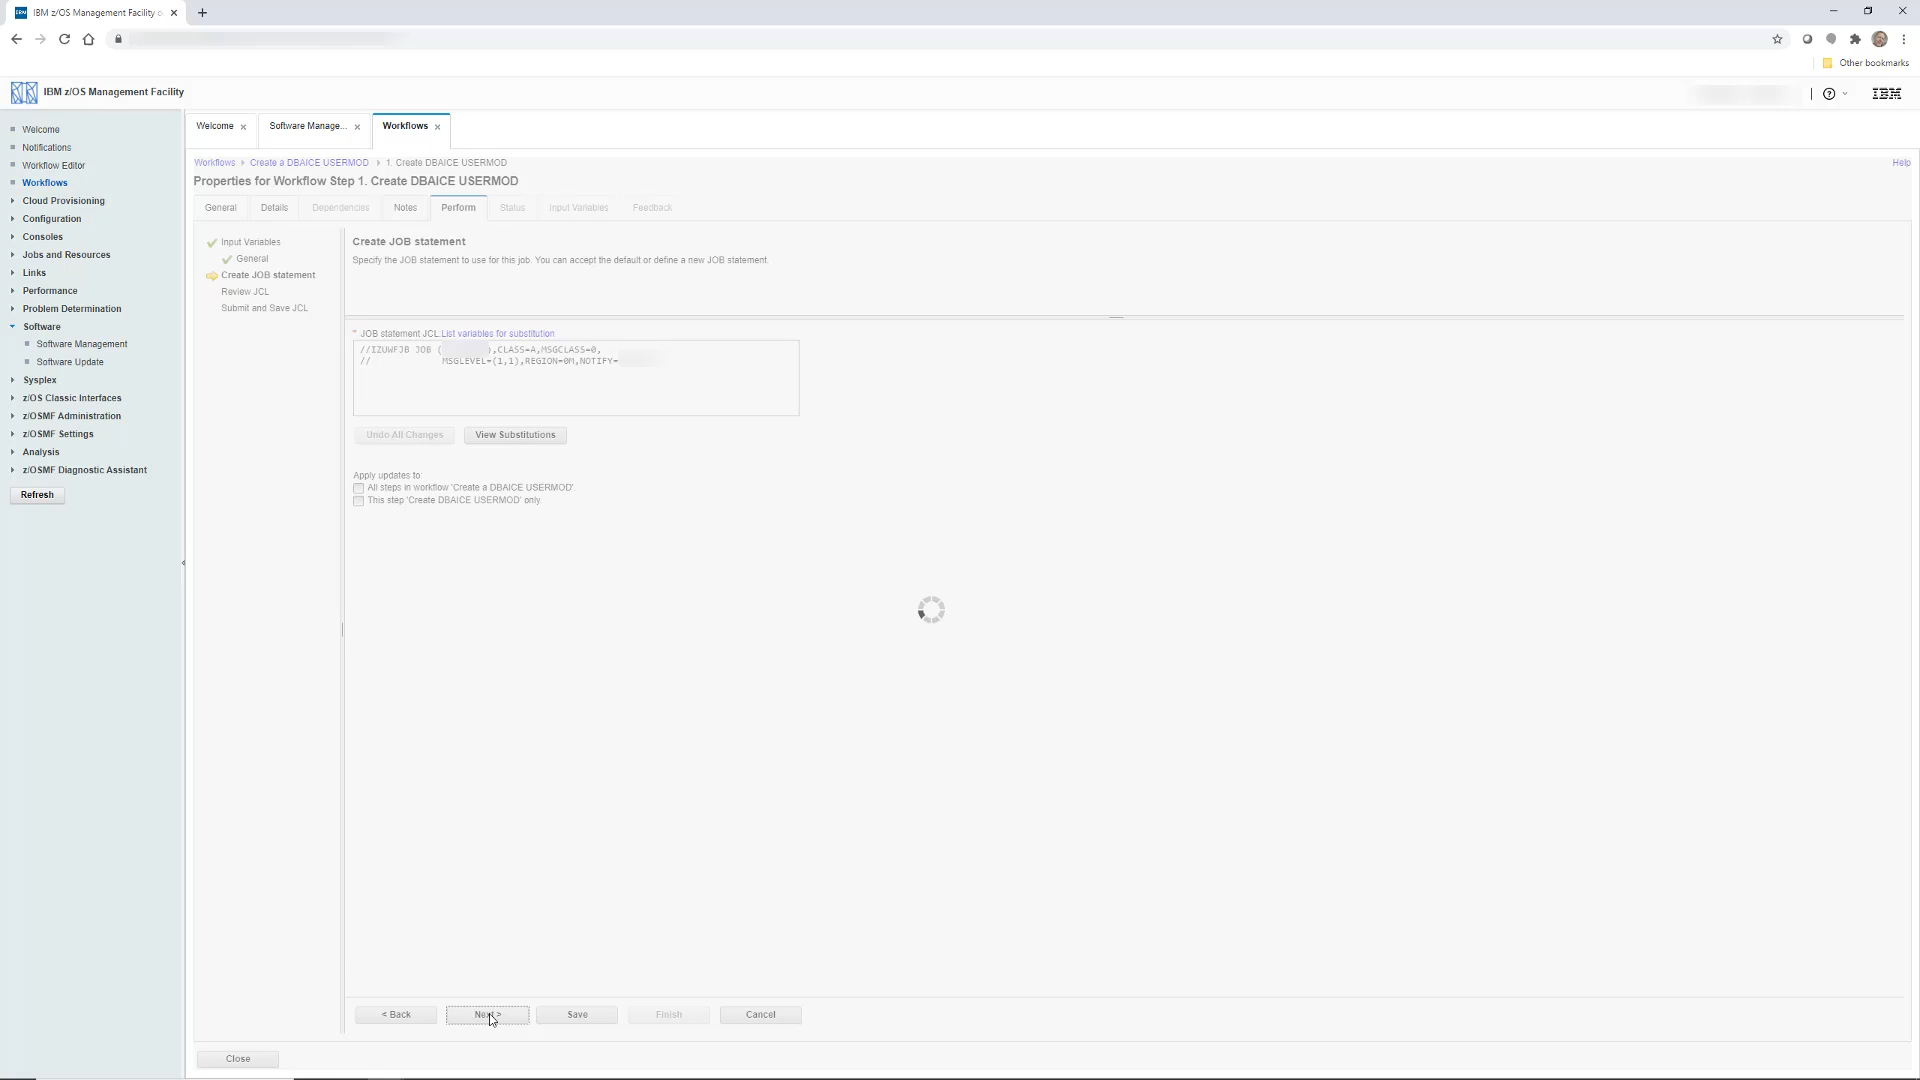 IBM z/OS Management Facility o
Other bookmarks
IBM z/OS Management Facility
IBM
Welcome
Notifications
Workflow Editor
Workflows
Cloud Provisioning
Configuration
Consoles
Jobs and Resources
Links
Performance
Problem Determination
Software
Software Management
Software Update
Sysplex
z/OS Classic Interfaces
z/OSMF Administration
z/OSMF Settings
Analysis
z/OSMF Diagnostic Assistant
Refresh
Welcome
Software Manage...
Workflows
Workflows Create a DBAICE USERMOD 1. Create DBAICE USERMOD
Help
Properties for Workflow Step 1. Create DBAICE USERMOD
General Details Dependencies Notes Perform Status Input Variables Feedback
Input Variables
General
Create JOB statement
Review JCL
Submit and Save JCL
Create JOB statement
Specify the JOB statement to use for this job. You can accept the default or define a new JOB statement.
* JOB statement JCL:List variables for substitution
//IZUWFJB JOB ( ),CLASS=A,MSGCLASS=0,
// MSGLEVEL=(1,1),REGION=0M,NOTIFY=
Undo All Changes
View Substitutions
Apply updates to:
All steps in workflow 'Create a DBAICE USERMOD'.
This step 'Create DBAICE USERMOD' only.
< Back
Next >
Save
Finish
Cancel
Close